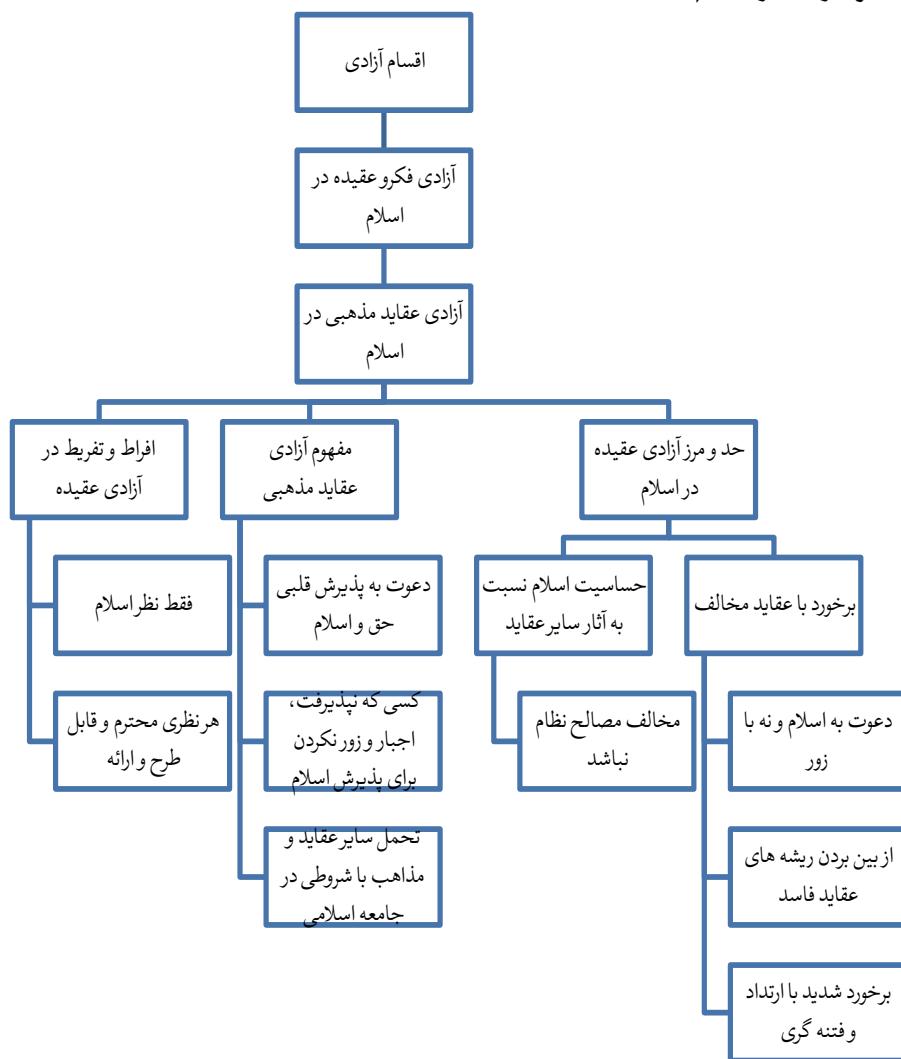 اقسام آزادی
آزادی فکرو عقیده در
اسلام
آزادی عقاید مذهبی در
اسلام
حد و مرز آزادی عقیده
در اسلام
مفهوم آزادی
عقاید مذهبی
افراط و تفریط در
آزادی عقیده
برخورد با عقاید مخالف
دعوت به اسلام و نه با
زور
از بین بردن ریشه های
عقاید فاسد
برخورد شدید با ارتداد
و فتنه گری
حساسیت اسلام نسبت
به آثار سایر عقاید
مخالف مصالح نظام
نباشد
دعوت به پذیرش قلبی
حق و اسلام
کسی که نپذیرفت،
اجبار و زور نکردن
برای پذیرش اسلام
تحمل سایر عقاید و
مذاهب با شروطی در
جامعه اسلامی
فقط نظر اسلام
هر نظری محترم و قابل
طرح و ارائه